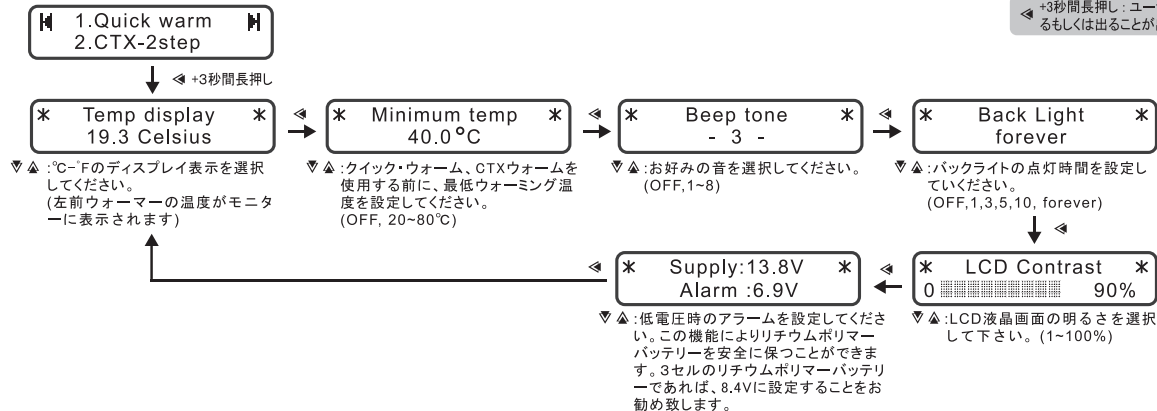 1.Quick warm
2.CTX-2step
+3秒間長押し : ユー
るもしくは出ることが
+3秒間長押し
* Temp display *
19.3 Celsius
* Minimum temp *
40.0°C
* Beep tone *
- 3 -
* Back Light *
forever
:℃-°Fのディスプレイ表示を選択
してください。
(左前ウォーマーの温度がモニタ
ーに表示されます)
:クイック・ウォーム、CTXウォームを
使用する前に、最低ウォーミング温
度を設定してください。
(OFF, 20~80℃)
:お好みの音を選択してください。
(OFF,1~8)
:バックライトの点灯時間を設定し
ていください。
(OFF,1,3,5,10, forever)
* Supply:13.8V *
Alarm :6.9V
* LCD Contrast *
0 90%
:低電圧時のアラームを設定してくださ
い。この機能によりリチウムポリマー
バッテリーを安全に保つことができま
す。3セルのリチウムポリマーバッテリ
ーであれば、8.4Vに設定することをお
勧め致します。
:LCD液晶画面の明るさを選択
して下さい。(1~100%)